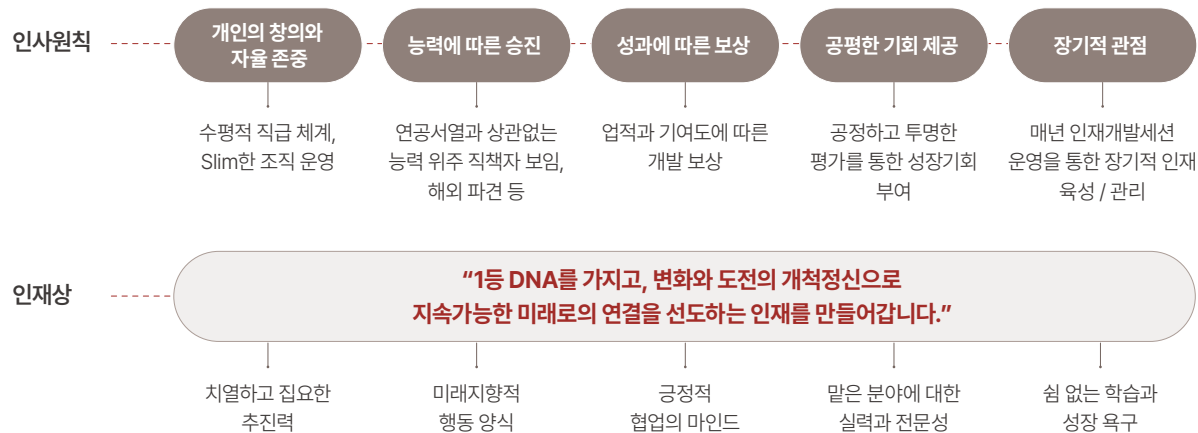 인사원칙
개인의 창의와
자율 존중
능력에 따른 승진
성과에 따른 보상
공평한 기회 제공
장기적 관점
수평적 직급 체계,
Slim한 조직 운영
연공서열과 상관없는
능력 위주 직책자 보임,
해외 파견 등
업적과 기여도에 따른
개발 보상
공정하고 투명한
평가를 통한 성장기회
부여
매년 인재개발세션
운영을 통한 장기적 인재
육성 / 관리
인재상
“1등 DNA를 가지고, 변화와 도전의 개척정신으로
지속가능한 미래로의 연결을 선도하는 인재를 만들어갑니다.”
치열하고 집요한
추진력
미래지향적
행동 양식
긍정적
협업의 마인드
맡은 분야에 대한
실력과 전문성
쉼 없는 학습과
성장 욕구